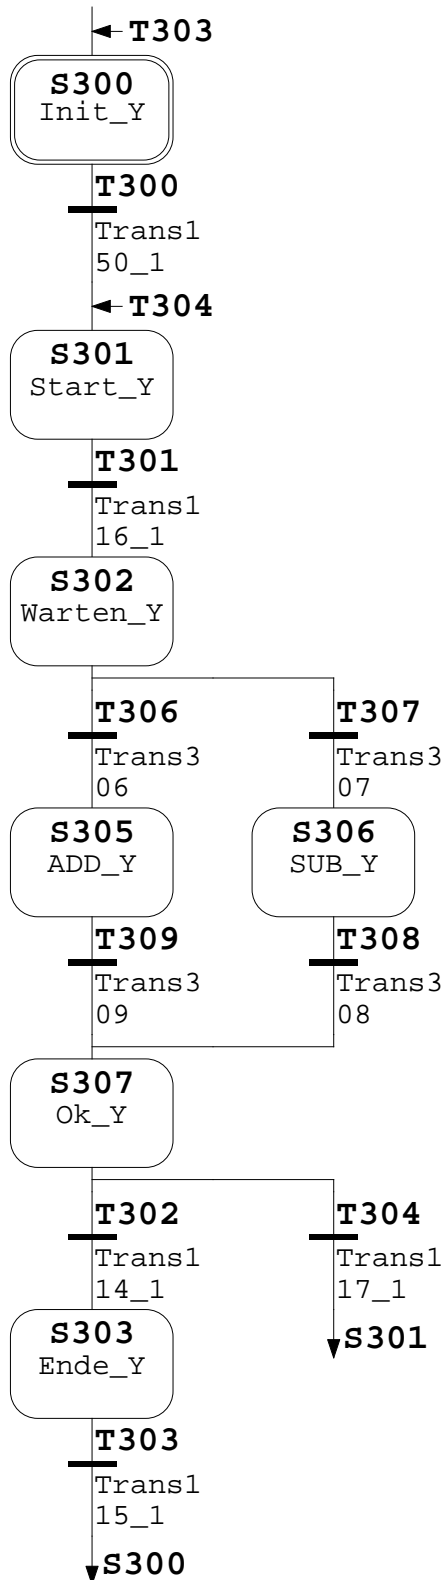 T303
S300
Init_Y
T300
Trans1
50_1
T304
S301
Start_Y
T301
Trans1
16_1
S302
Warten_Y
T306
Trans3
06
T307
Trans3
07
S305
ADD_Y
S306
SUB_Y
T309
Trans3
09
T308
Trans3
08
S307
Ok_Y
T302
Trans1
14_1
T304
Trans1
17_1
S303
Ende_Y
S301
T303
Trans1
15_1
S300